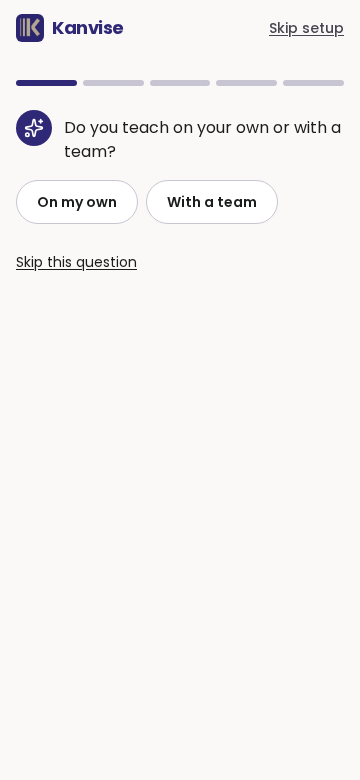 Kanvise
Skip setup
Do you teach on your own or with a
team?
On my own
With a team
Skip this question